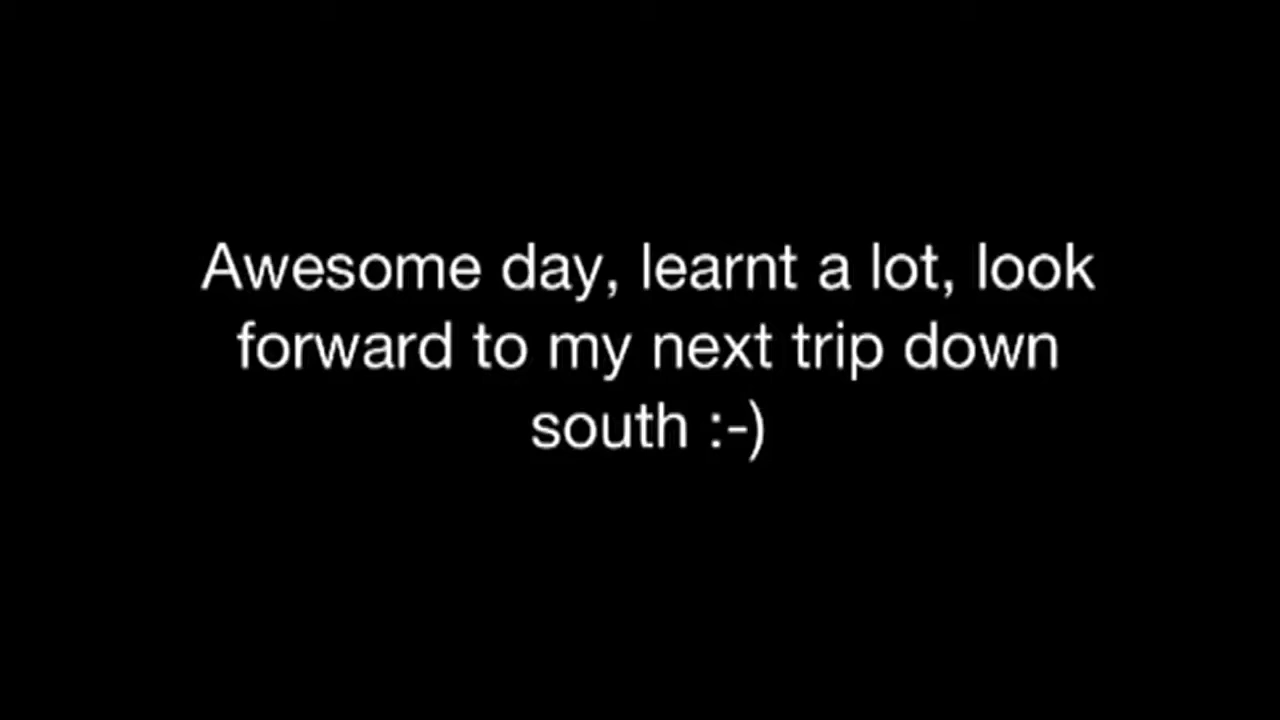 Awesome day, learnt a lot, look
forward to my next trip down
south :-)